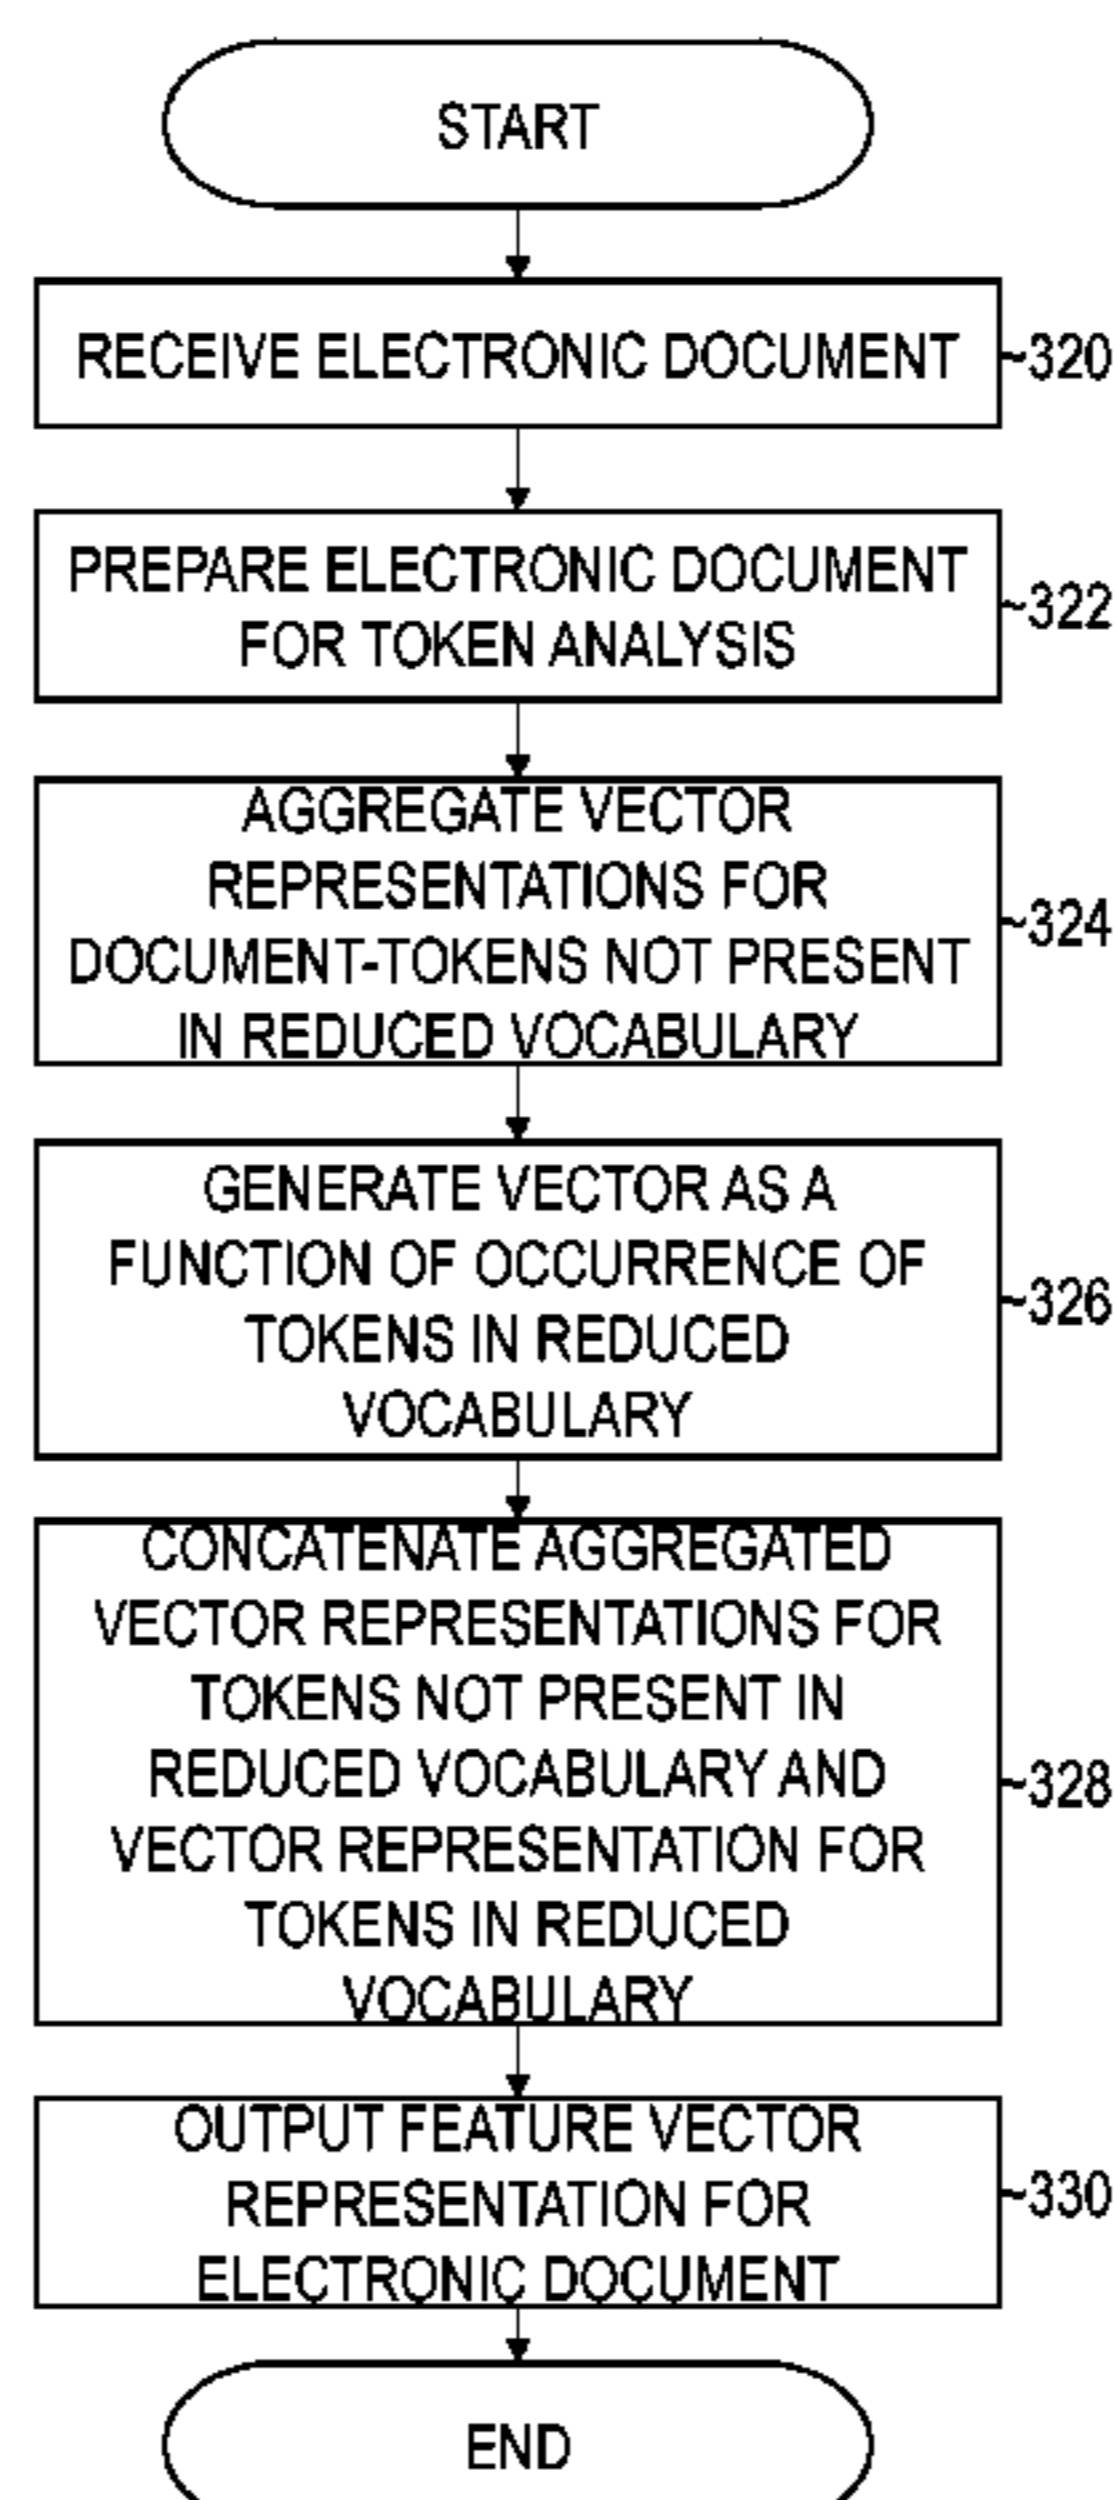 START
RECEIVE ELECTRONIC DOCUMENT
~320
PREPARE ELECTRONIC DOCUMENT
FOR TOKEN ANALYSIS
~322
AGGREGATE VECTOR
REPRESENTATIONS FOR
DOCUMENT-TOKENS NOT PRESENT
IN REDUCED VOCABULARY
~324
GENERATE VECTOR AS A
FUNCTION OF OCCURRENCE OF
TOKENS IN REDUCED
VOCABULARY
~326
CONCATENATE AGGREGATED
VECTOR REPRESENTATIONS FOR
TOKENS NOT PRESENT IN
REDUCED VOCABULARY AND
VECTOR REPRESENTATION FOR
TOKENS IN REDUCED
VOCABULARY
~328
OUTPUT FEATURE VECTOR
REPRESENTATION FOR
ELECTRONIC DOCUMENT
~330
END